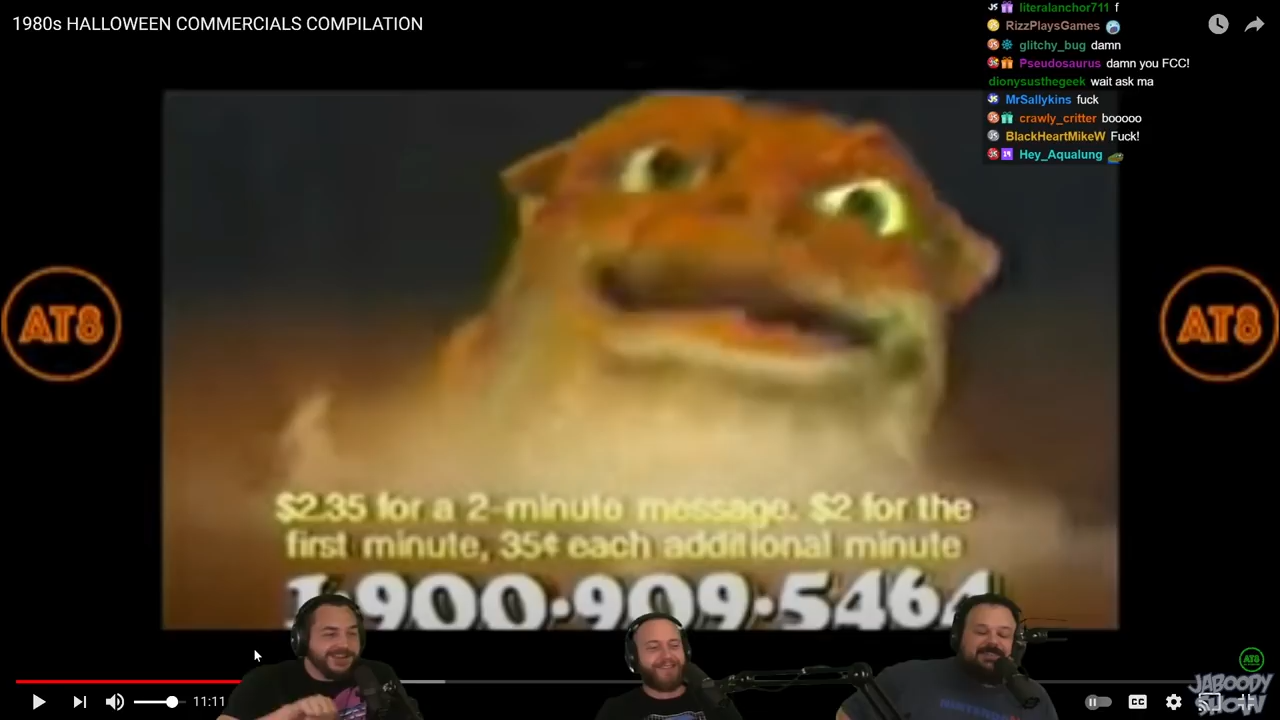 1980s HALLOWEEN COMMERCIALS COMPILATION
literalanchor711 f
RizzPlaysGames
glitchy_bug damn
Pseudosaurus damn you FCC!
dionysusthegeek wait ask ma
MrSallykins fuck
crawly_critter booooo
BlackHeartMikeW Fuck!
Hey_Aqualung
AT8
AT8
$2.35 for a 2-minute message. $2 for the
first minute, 35¢ each additional minute
1·900·909·5464
11:11
CC
AT8
JABOODY
SHOW